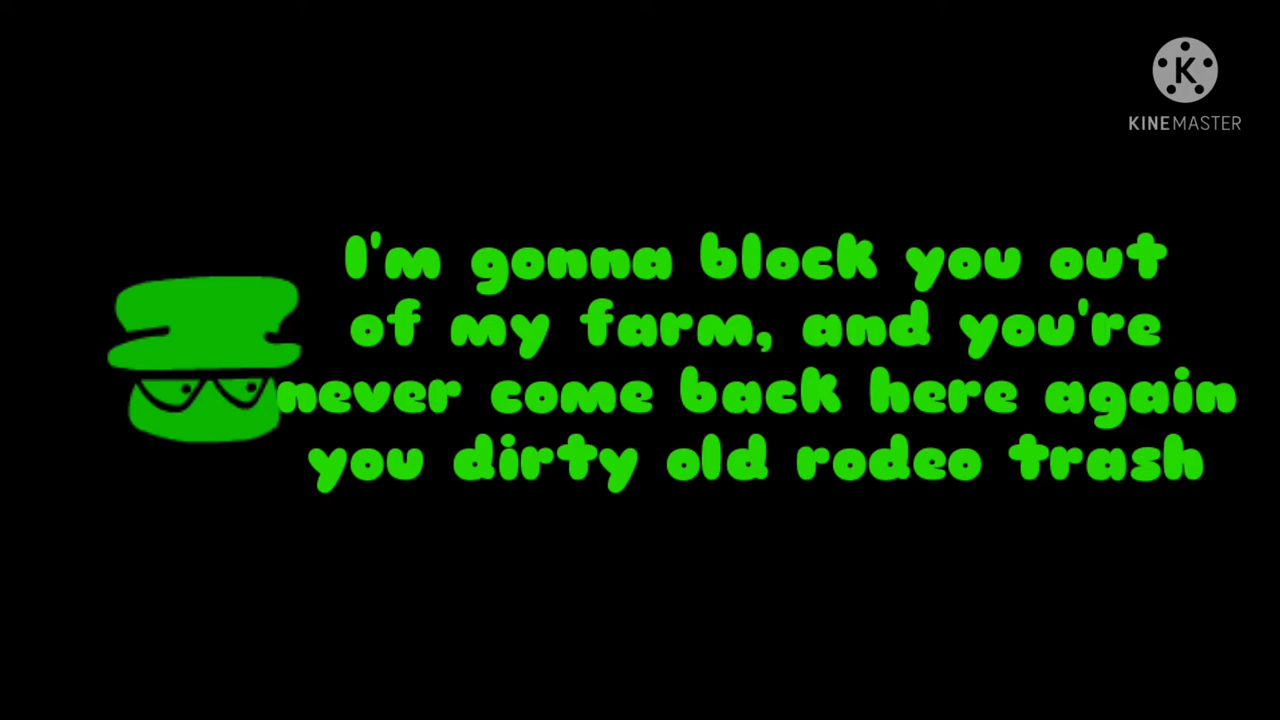 K
KINEMASTER
I'm gonna block you out
of my farm, and you're
never come back here again
you dirty old rodeo trash